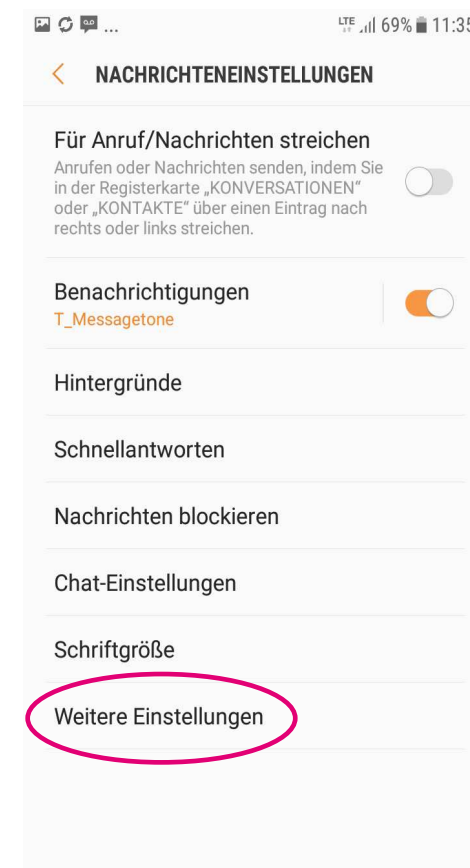 ... LTE 69% 11:35
NACHRICHTENEINSTELLUNGEN
Für Anruf/Nachrichten streichen
Anrufen oder Nachrichten senden, indem Sie
in der Registerkarte „KONVERSATIONEN“
oder „KONTAKTE“ über einen Eintrag nach
rechts oder links streichen.
Benachrichtigungen
T_Messagetone
Hintergründe
Schnellantworten
Nachrichten blockieren
Chat-Einstellungen
Schriftgröße
Weitere Einstellungen